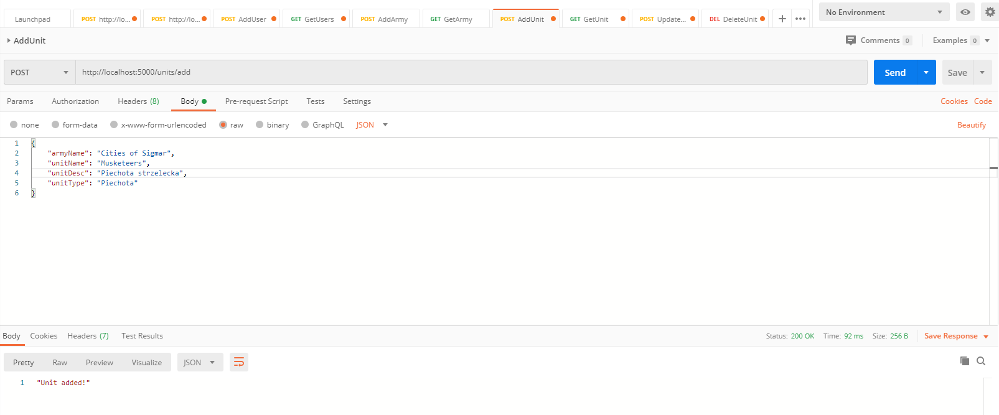 Launchpad
POST http://lo...
POST http://lo...
POST AddUser
GET GetUsers
POST AddArmy
GET GetArmy
POST AddUnit
GET GetUnit
POST Update...
DEL DeleteUnit
No Environment
AddUnit
Comments 0
Examples 0
POST
http://localhost:5000/units/add
Send
Save
Params Authorization Headers (8) Body Pre-request Script Tests Settings
Cookies Code
none form-data x-www-form-urlencoded raw binary GraphQL JSON
Beautify
1 {
2 "armyName": "Cities of Sigmar",
3 "unitName": "Musketeers",
4 "unitDesc": "Piechota strzelecka",
5 "unitType": "Piechota"
6 }
Body Cookies Headers (7) Test Results
Status: 200 OK Time: 92 ms Size: 256 B
Save Response
Pretty Raw Preview Visualize JSON
1 "Unit added!"